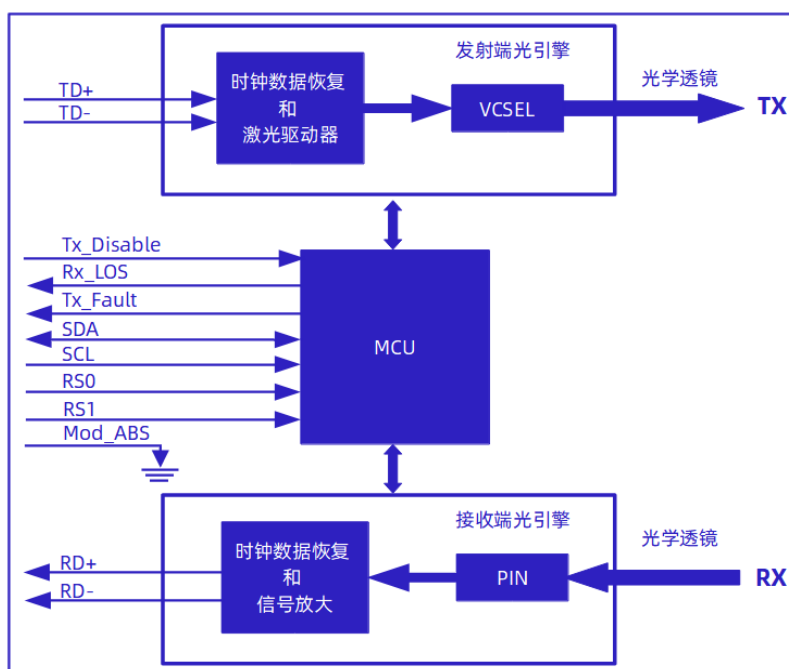 发射端光引擎
时钟数据恢复
和
激光驱动器
VCSEL
光学透镜
TX
TD+
TD-
Tx_Disable
Rx_LOS
Tx_Fault
SDA
SCL
RS0
RS1
Mod_ABS
MCU
接收端光引擎
时钟数据恢复
和
信号放大
PIN
光学透镜
RX
RD+
RD-